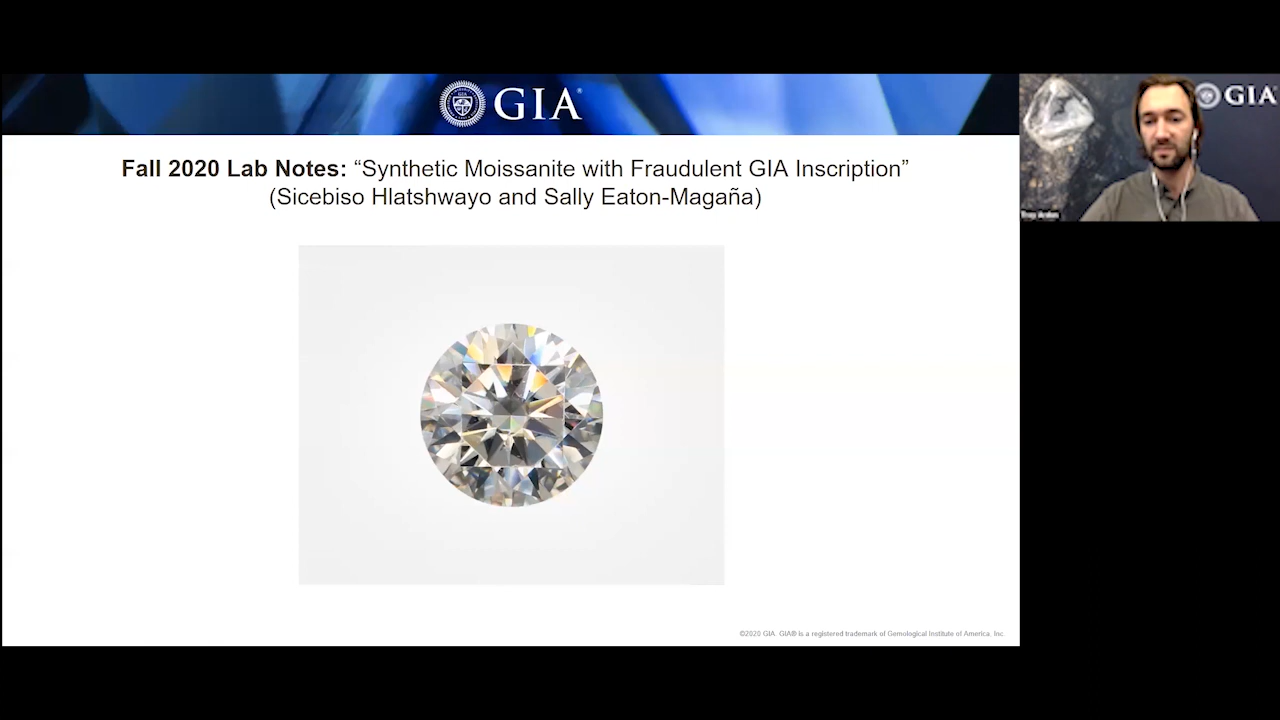 GIA®
Fall 2020 Lab Notes: “Synthetic Moissanite with Fraudulent GIA Inscription”
(Sicebiso Hlatshwayo and Sally Eaton-Magaña)
©2020 GIA. GIA® is a registered trademark of Gemological Institute of America, Inc.
GIA